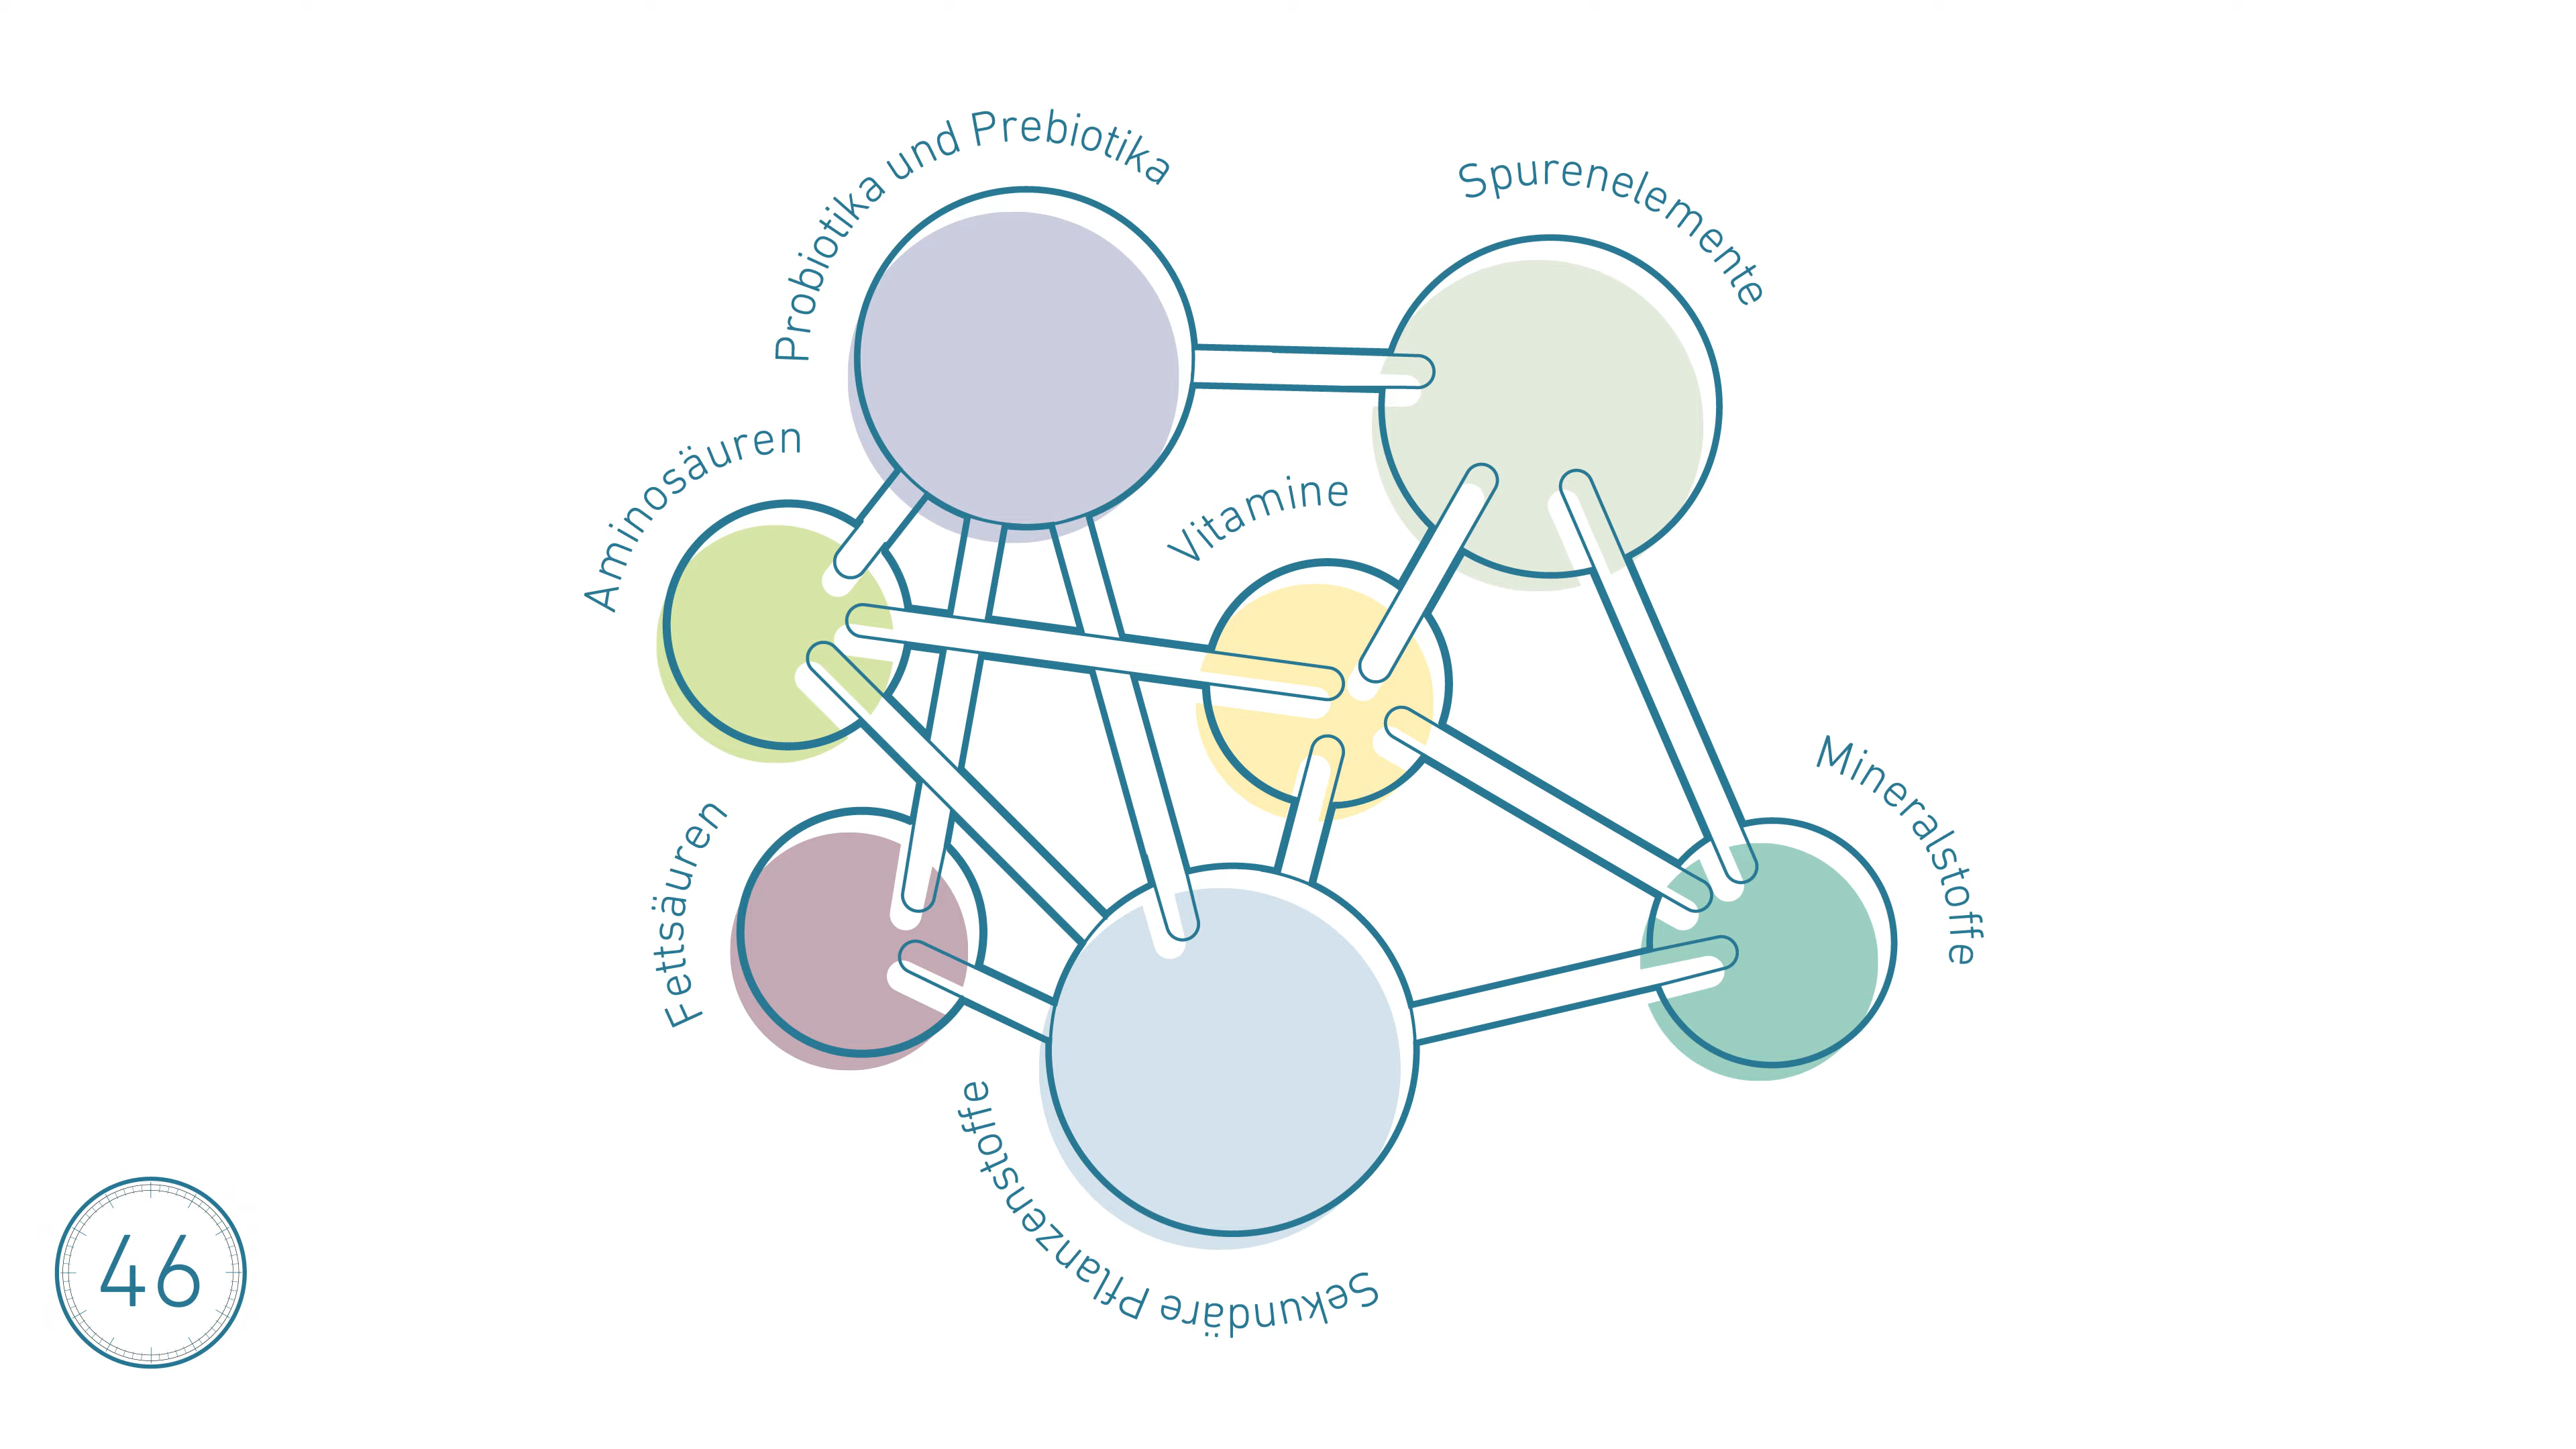 Probiotika und Prebiotika
Spurenelemente
Aminosäuren
Vitamine
Mineralstoffe
Fettsäuren
Sekundäre Pflanzenstoffe
46